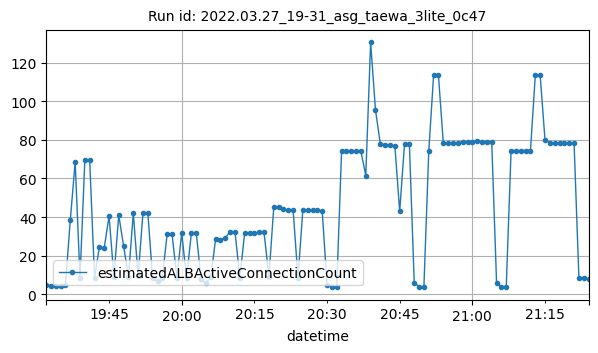 Run id: 2022.03.27_19-31_asg_taewa_3lite_0c47
120
100
80
60
40
20
0
estimatedALBActiveConnectionCount
19:45 20:00 20:15 20:30 20:45 21:00 21:15
datetime